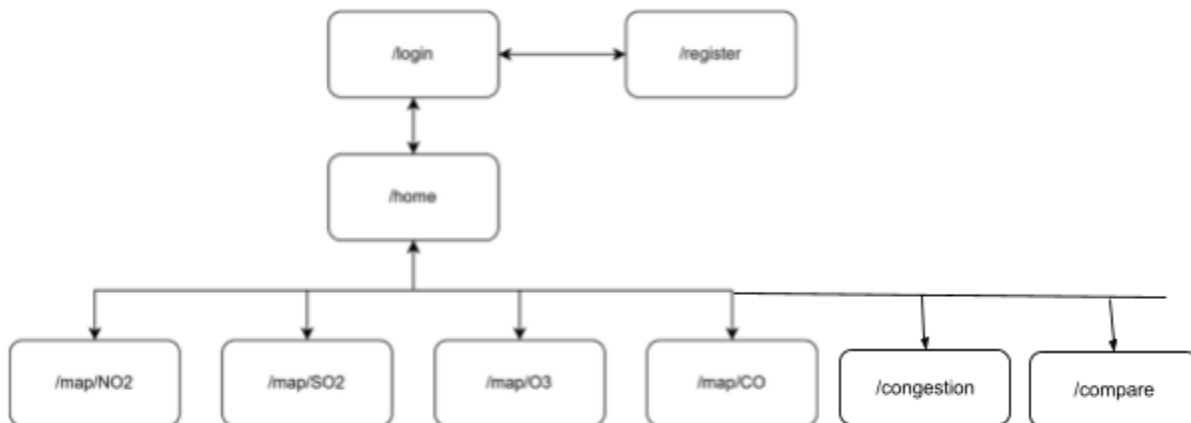 /login
/register
/home
/map/NO2
/map/SO2
/map/O3
/map/CO
/congestion
/compare